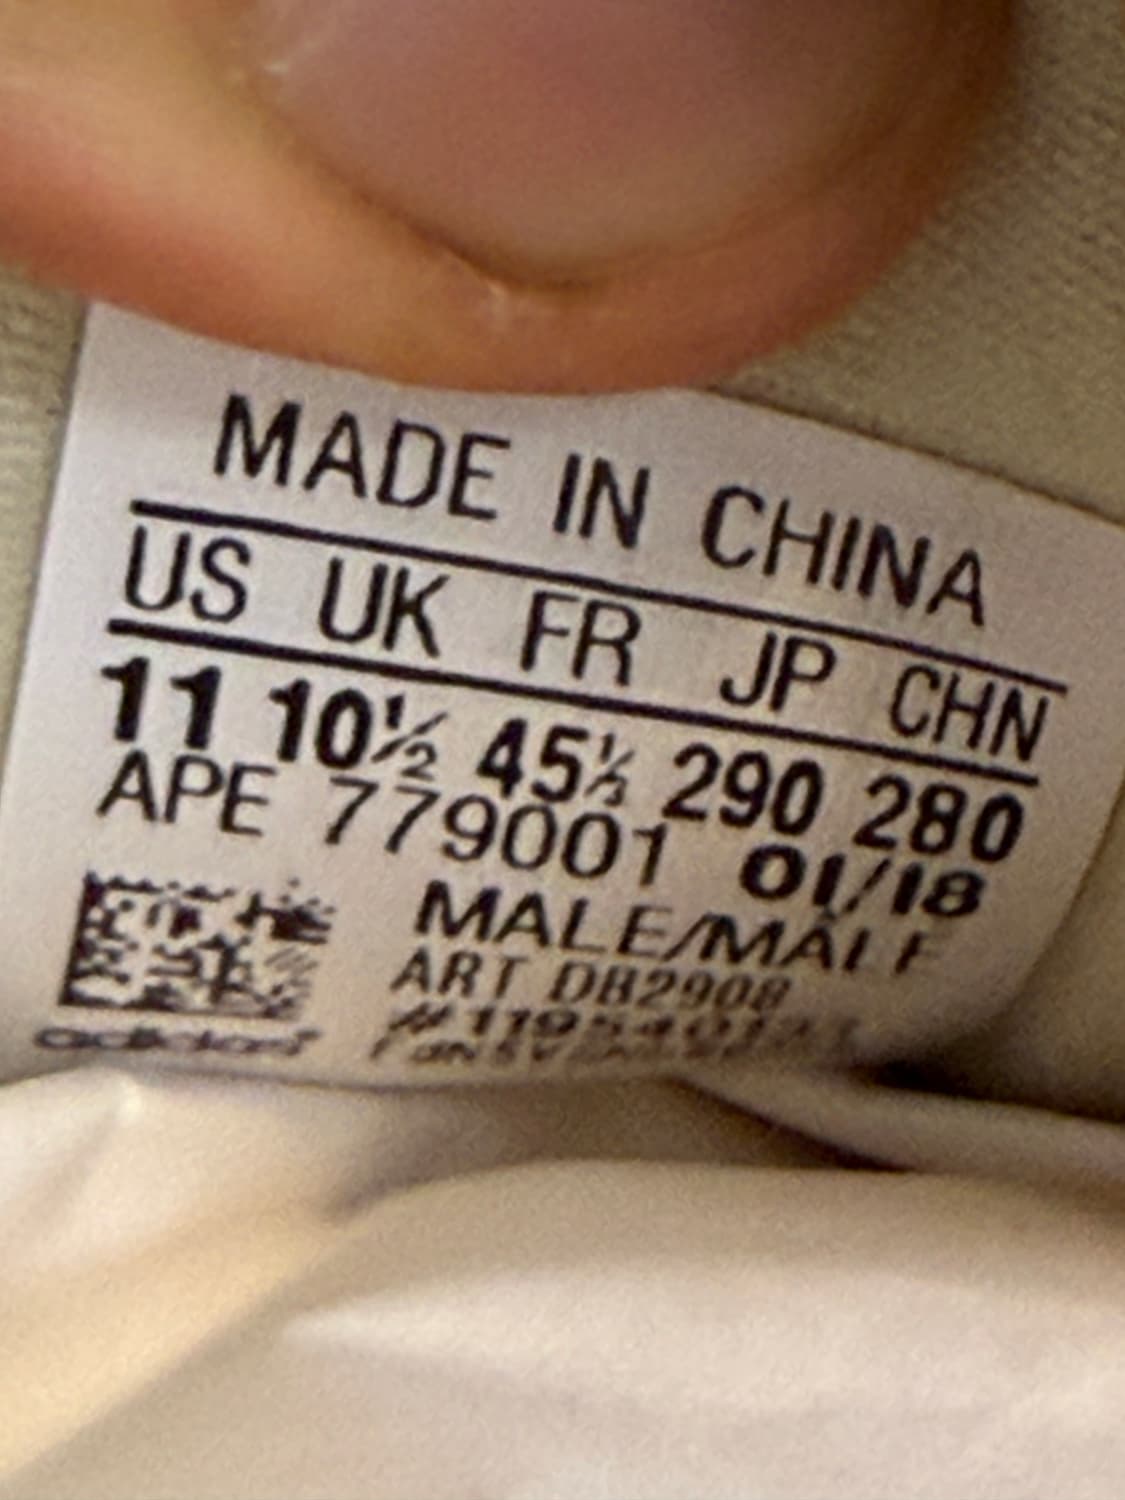 MADE IN CHINA
US UK FR JP CHN
11 10½ 45⅓ 290 280
APE 779001 01/18
MALE/MÂLE
ART DB2908
adidas